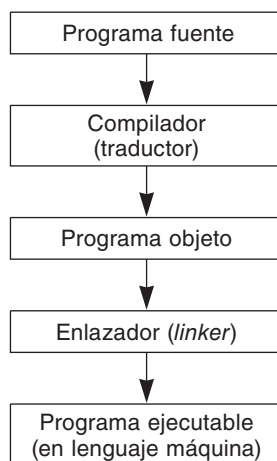 Programa fuente
Compilador
(traductor)
Programa objeto
Enlazador (linker)
Programa ejecutable
(en lenguaje máquina)